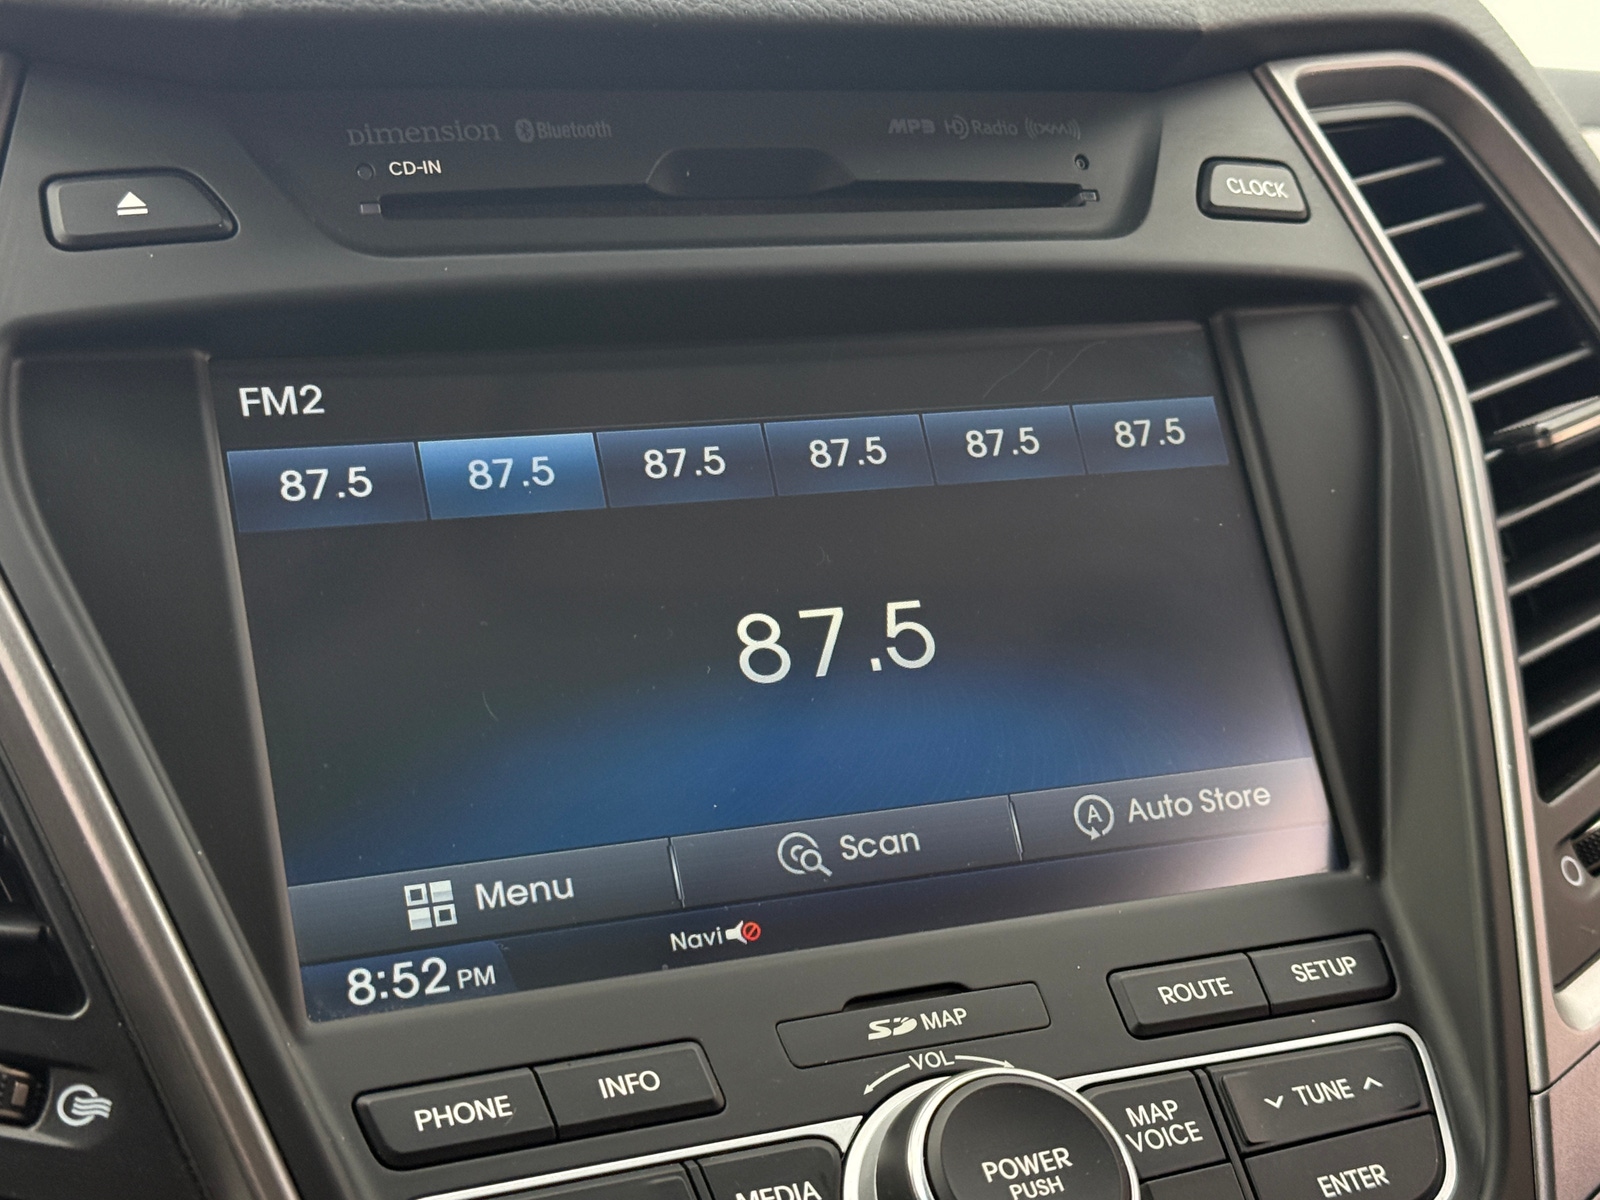 Dimension Bluetooth MP3 HD Radio ((XM))
CD-IN
CLOCK
FM2
87.5 87.5 87.5 87.5 87.5 87.5
87.5
Menu Scan A Auto Store
Navi
8:52 PM
ROUTE SETUP
SD MAP
VOL
PHONE INFO
MAP VOICE
TUNE
POWER
PUSH
MEDIA
ENTER